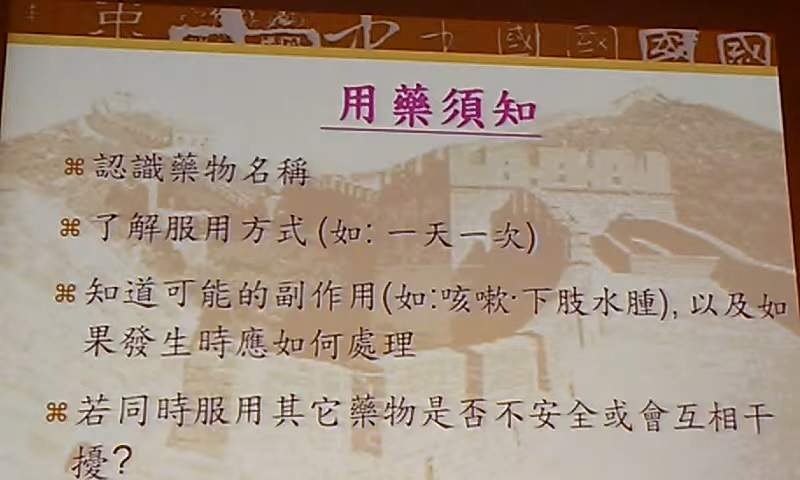 用藥須知
⌘認識藥物名稱
⌘了解服用方式(如: 一天一次)
⌘知道可能的副作用(如:咳嗽·下肢水腫), 以及如
果發生時應如何處理
⌘若同時服用其它藥物是否不安全或會互相干
擾?